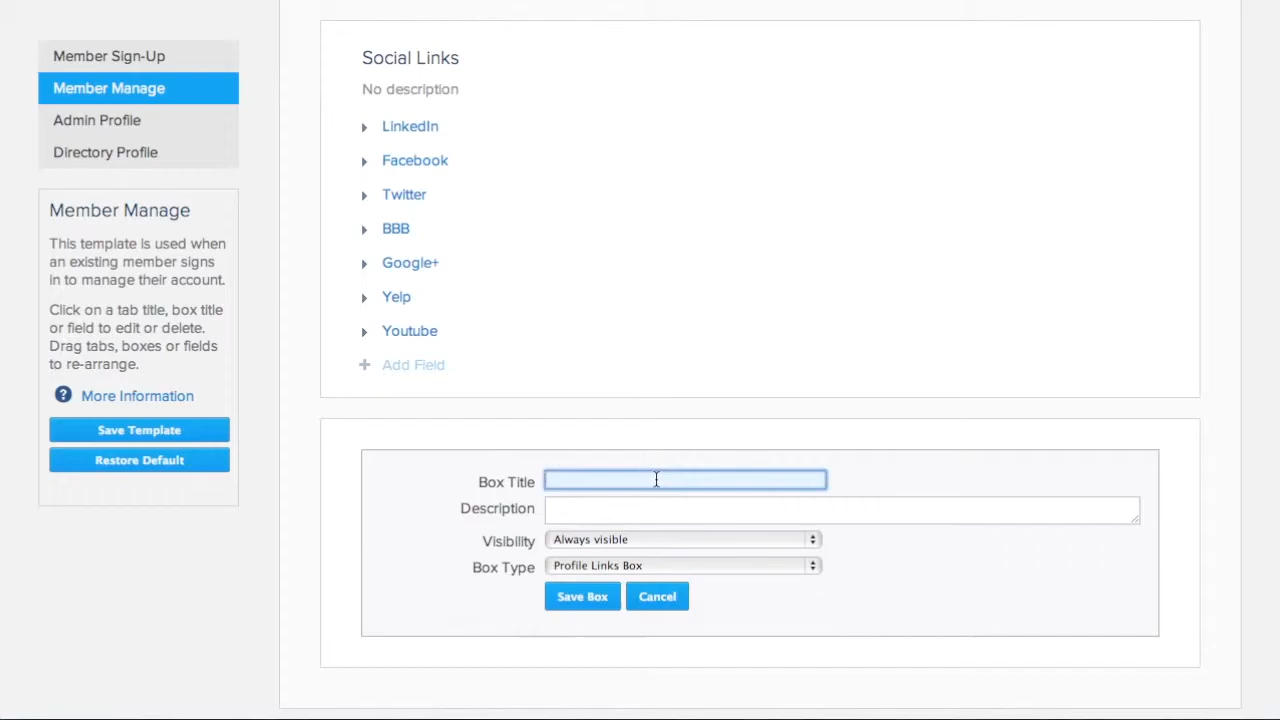 Member Sign-Up
Member Manage
Admin Profile
Directory Profile
Member Manage
This template is used when
an existing member signs
in to manage their account.
Click on a tab title, box title
or field to edit or delete.
Drag tabs, boxes or fields
to re-arrange.
? More Information
Save Template
Restore Default
Social Links
No description
LinkedIn
Facebook
Twitter
BBB
Google+
Yelp
Youtube
+ Add Field
Box Title
Description
Visibility Always visible
Box Type Profile Links Box
Save Box Cancel